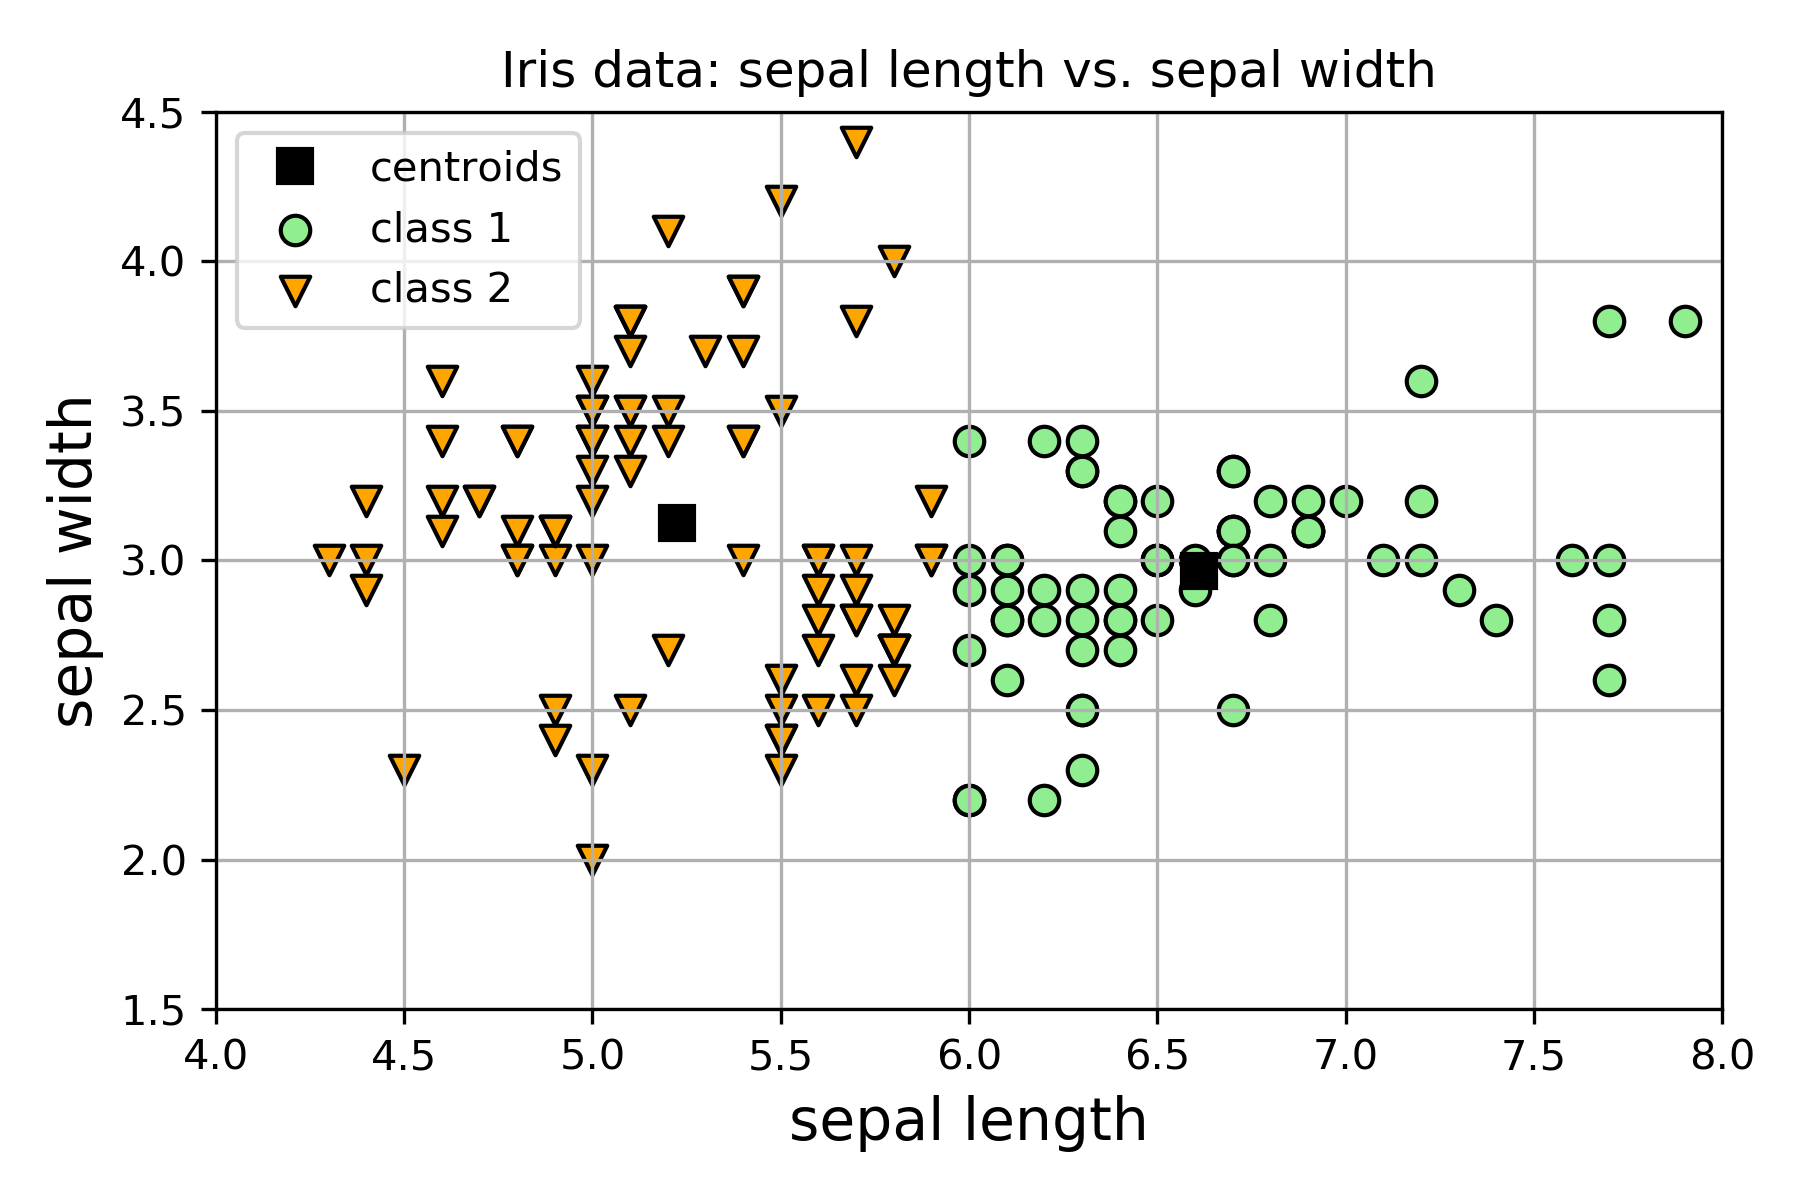 Iris data: sepal length vs. sepal width
centroids
class 1
class 2
sepal width
4.5
4.0
3.5
3.0
2.5
2.0
1.5
4.0 4.5 5.0 5.5 6.0 6.5 7.0 7.5 8.0
sepal length